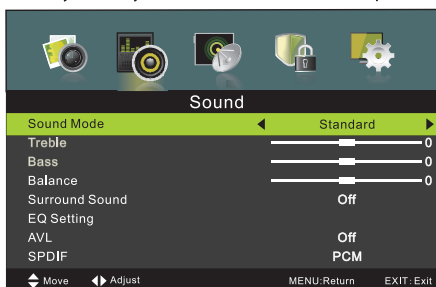 Sound
Sound Mode Standard
Treble 0
Bass 0
Balance 0
Surround Sound Off
EQ Setting
AVL Off
SPDIF PCM
Move Adjust MENU:Return EXIT:Exit